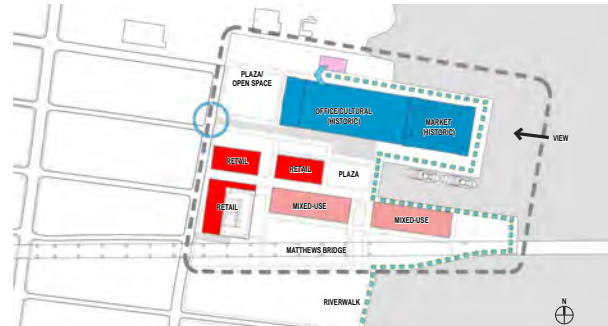 PLAZA/
OPEN SPACE
OFFICE/CULTURAL
(HISTORIC)
MARKET
(HISTORIC)
VIEW
RETAIL
RETAIL
PLAZA
RETAIL
MIXED-USE
MIXED-USE
MATTHEWS BRIDGE
RIVERWALK
N